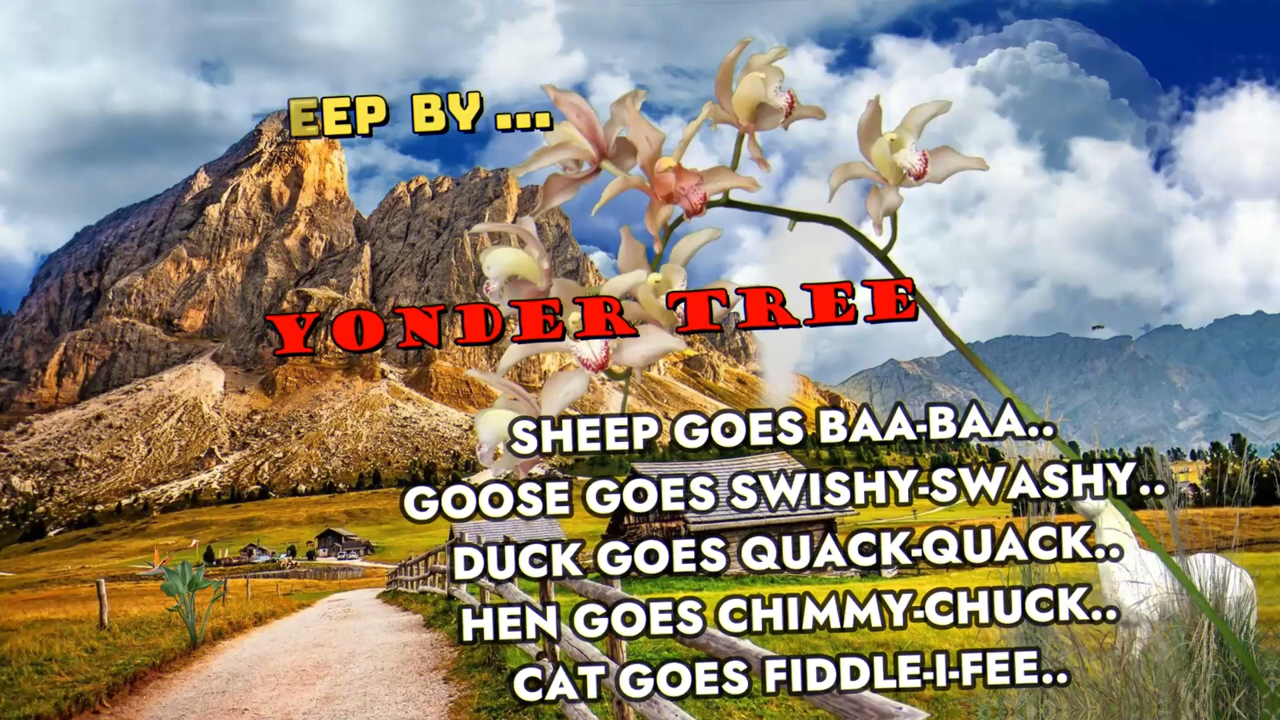 EEP BY ...
YONDER TREE
SHEEP GOES BAA-BAA..
GOOSE GOES SWISHY-SWASHY..
DUCK GOES QUACK-QUACK..
HEN GOES CHIMMY-CHUCK..
CAT GOES FIDDLE-I-FEE..